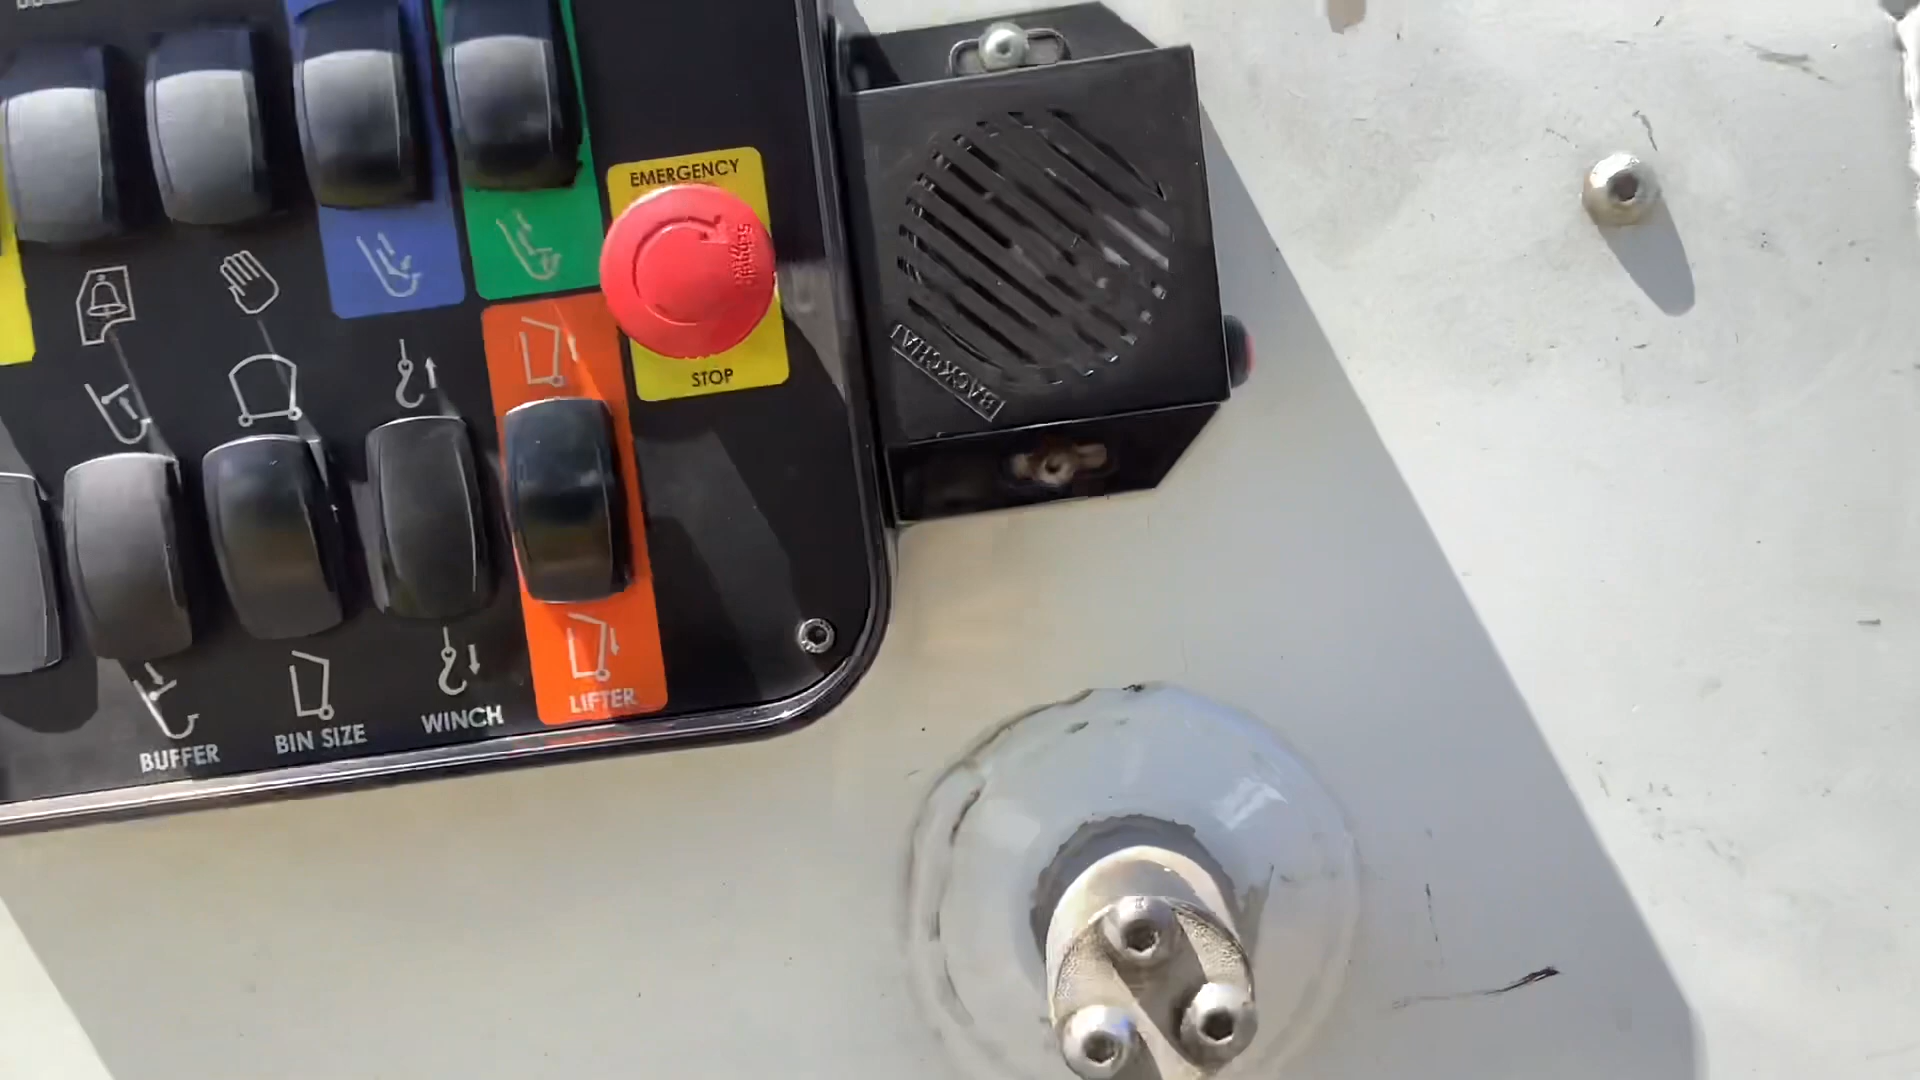 EMERGENCY
STOP
BUFFER
BIN SIZE
WINCH
LIFTER
BACKCHAT